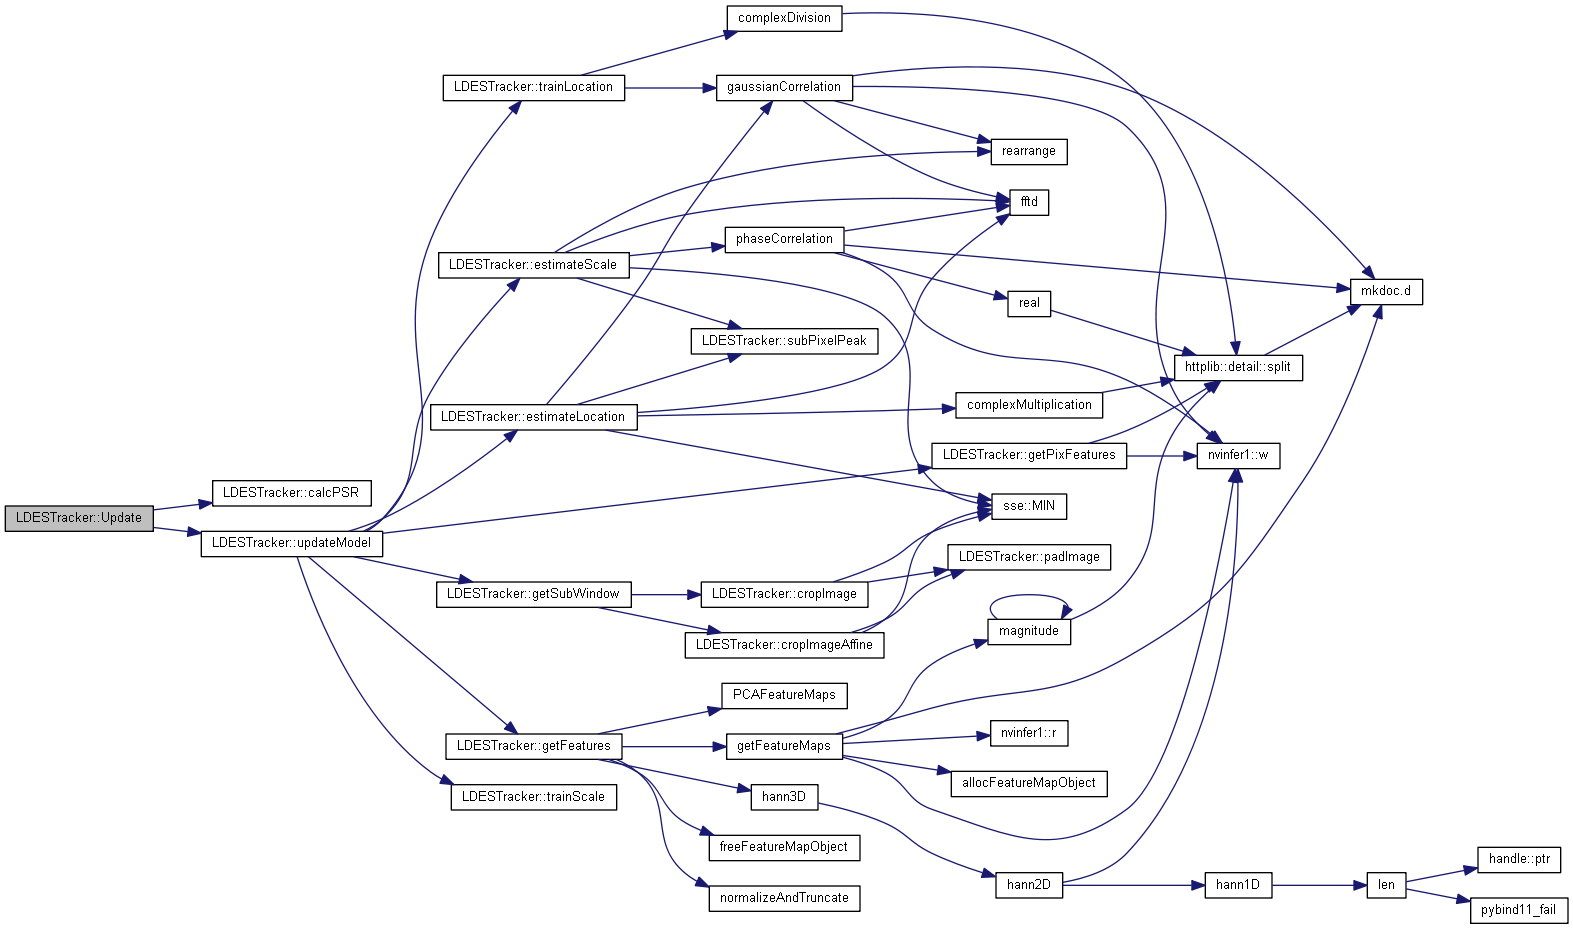 complexDivision
LDESTracker::trainLocation
gaussianCorrelation
rearrange
fftd
phaseCorrelation
LDESTracker::estimateScale
mkdoc.d
real
LDESTracker::subPixelPeak
httplib::detail::split
complexMultiplication
LDESTracker::estimateLocation
LDESTracker::getPixFeatures
nvinfer1::w
LDESTracker::calcPSR
sse::MIN
LDESTracker::Update
LDESTracker::updateModel
LDESTracker::padImage
LDESTracker::getSubWindow
LDESTracker::cropImage
magnitude
LDESTracker::cropImageAffine
PCAFeatureMaps
nvinfer1::r
LDESTracker::getFeatures
getFeatureMaps
allocFeatureMapObject
LDESTracker::trainScale
hann3D
freeFeatureMapObject
handle::ptr
hann2D
hann1D
len
normalizeAndTruncate
pybind11_fail